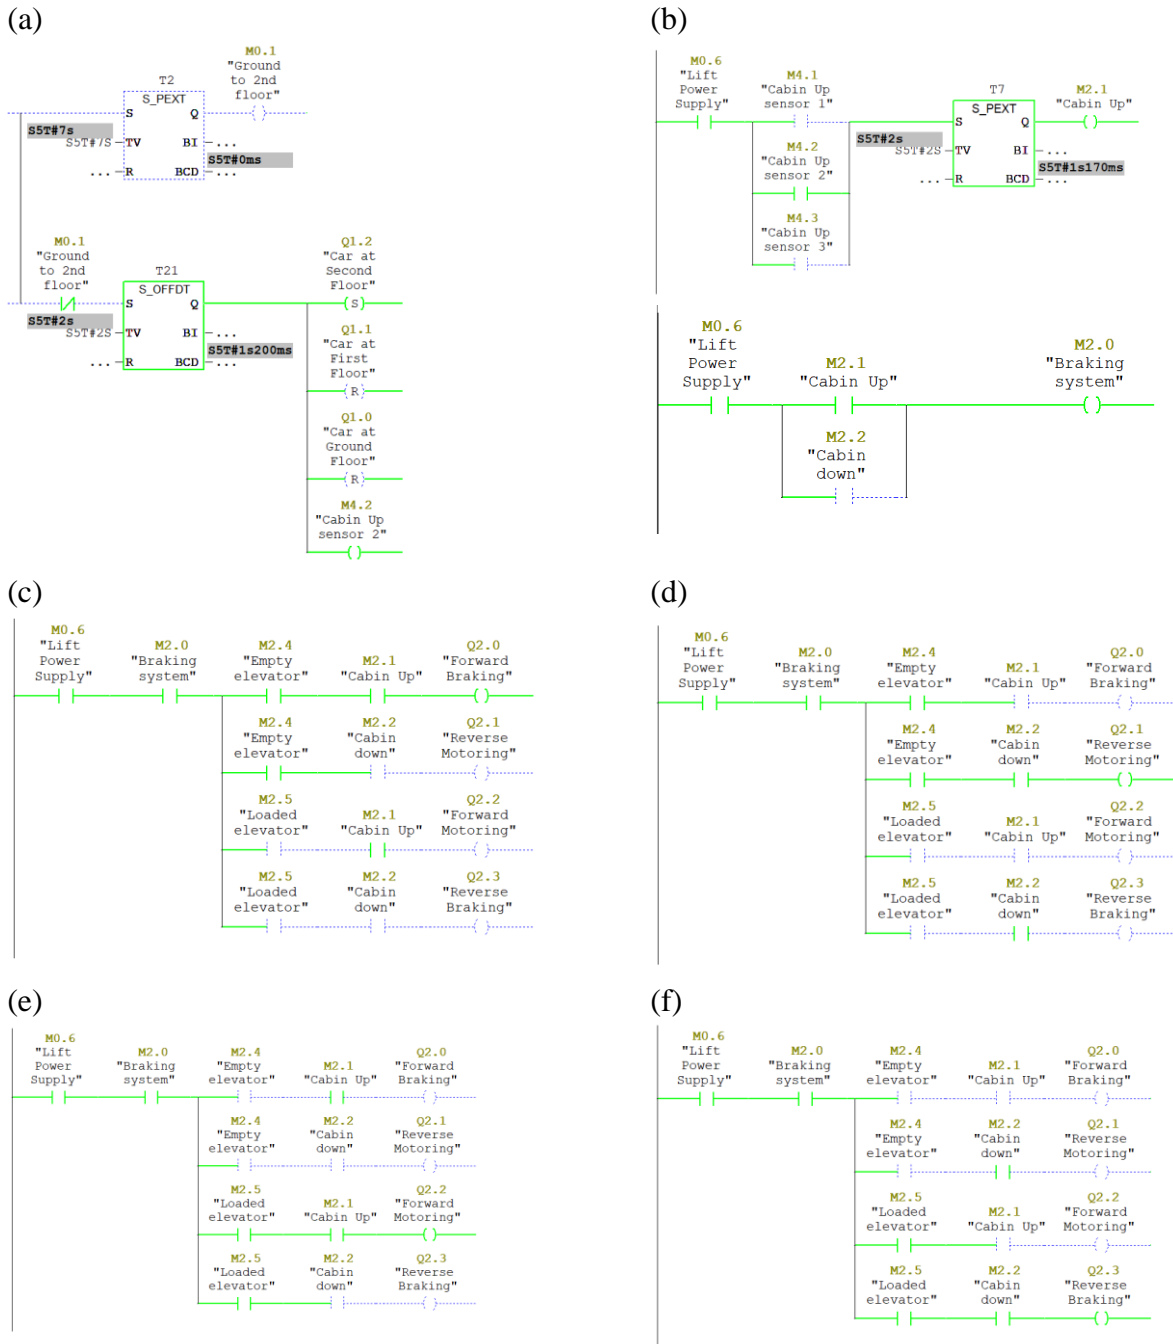 (a)
M0.1
"Ground
to 2nd
floor"
T2
S_PEXT
S Q
S5T#7s
S5T#7S TV BI ...
S5T#0ms
... R BCD ...
M0.1
"Ground
to 2nd
floor"
T21
S_OFFDT
S Q
S5T#2s
S5T#2S TV BI ...
S5T#1s200ms
... R BCD ...
Q1.2
"Car at
Second
Floor"
S
Q1.1
"Car at
First
Floor"
R
Q1.0
"Car at
Ground
Floor"
R
M4.2
"Cabin Up
sensor 2"
(b)
M0.6
"Lift
Power
Supply"
M4.1
"Cabin Up
sensor 1"
M4.2
"Cabin Up
sensor 2"
M4.3
"Cabin Up
sensor 3"
T7
S_PEXT
S Q
S5T#2s
S5T#2S TV BI ...
S5T#1s170ms
... R BCD ...
M2.1
"Cabin Up"
M0.6
"Lift
Power
Supply"
M2.1
"Cabin Up"
M2.2
"Cabin
down"
M2.0
"Braking
system"
(c)
M0.6
"Lift
Power
Supply"
M2.0
"Braking
system"
M2.4
"Empty
elevator"
M2.1
"Cabin Up"
Q2.0
"Forward
Braking"
M2.4
"Empty
elevator"
M2.2
"Cabin
down"
Q2.1
"Reverse
Motoring"
M2.5
"Loaded
elevator"
M2.1
"Cabin Up"
Q2.2
"Forward
Motoring"
M2.5
"Loaded
elevator"
M2.2
"Cabin
down"
Q2.3
"Reverse
Braking"
(d)
M0.6
"Lift
Power
Supply"
M2.0
"Braking
system"
M2.4
"Empty
elevator"
M2.1
"Cabin Up"
Q2.0
"Forward
Braking"
M2.4
"Empty
elevator"
M2.2
"Cabin
down"
Q2.1
"Reverse
Motoring"
M2.5
"Loaded
elevator"
M2.1
"Cabin Up"
Q2.2
"Forward
Motoring"
M2.5
"Loaded
elevator"
M2.2
"Cabin
down"
Q2.3
"Reverse
Braking"
(e)
M0.6
"Lift
Power
Supply"
M2.0
"Braking
system"
M2.4
"Empty
elevator"
M2.1
"Cabin Up"
Q2.0
"Forward
Braking"
M2.4
"Empty
elevator"
M2.2
"Cabin
down"
Q2.1
"Reverse
Motoring"
M2.5
"Loaded
elevator"
M2.1
"Cabin Up"
Q2.2
"Forward
Motoring"
M2.5
"Loaded
elevator"
M2.2
"Cabin
down"
Q2.3
"Reverse
Braking"
(f)
M0.6
"Lift
Power
Supply"
M2.0
"Braking
system"
M2.4
"Empty
elevator"
M2.1
"Cabin Up"
Q2.0
"Forward
Braking"
M2.4
"Empty
elevator"
M2.2
"Cabin
down"
Q2.1
"Reverse
Motoring"
M2.5
"Loaded
elevator"
M2.1
"Cabin Up"
Q2.2
"Forward
Motoring"
M2.5
"Loaded
elevator"
M2.2
"Cabin
down"
Q2.3
"Reverse
Braking"